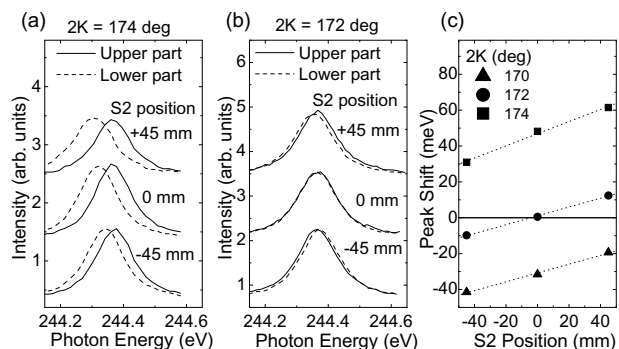 (a) 2K = 174 deg
Upper part
Lower part
S2 position
+45 mm
0 mm
-45 mm
4
3
2
1
Intensity (arb. units)
244.2 244.4 244.6
Photon Energy (eV)
(b) 2K = 172 deg
Upper part
Lower part
S2 position
+45 mm
0 mm
-45 mm
6
5
4
3
2
1
Intensity (arb. units)
244.2 244.4 244.6
Photon Energy (eV)
(c)
2K (deg)
170
172
174
100
80
60
40
20
0
-20
-40
Peak Shift (meV)
-40 -20 0 20 40
S2 Position (mm)